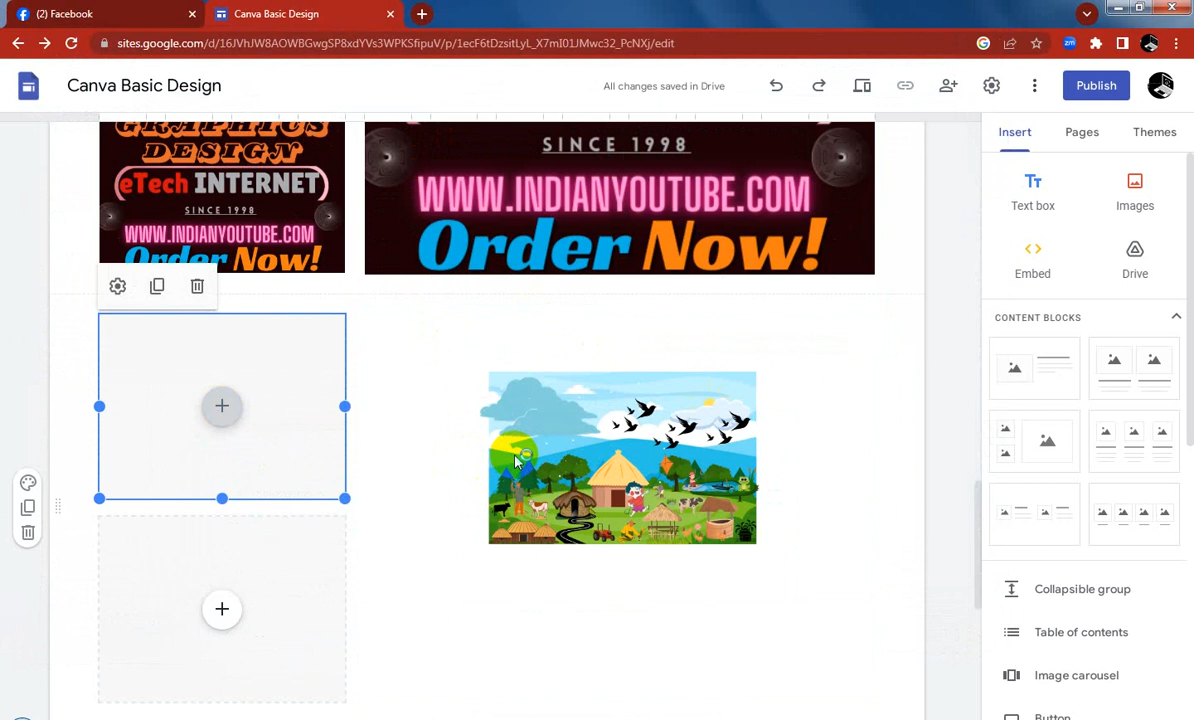 (2) Facebook
Canva Basic Design
sites.google.com/d/16JVhJW8AOWBGwgSP8xdYVs3WPKSfipuV/p/1ecF6tDzsitLyL_X7mI01JMwc32_PcNXj/edit
zm
Canva Basic Design
All changes saved in Drive
Publish
Insert
Pages
Themes
Text box
Images
Embed
Drive
CONTENT BLOCKS
Collapsible group
Table of contents
Image carousel
Button
GRAPHICS
DESIGN
eTech INTERNET
SINCE 1998
WWW.INDIANYOUTUBE.COM
Order Now!
SINCE 1998
WWW.INDIANYOUTUBE.COM
Order Now!